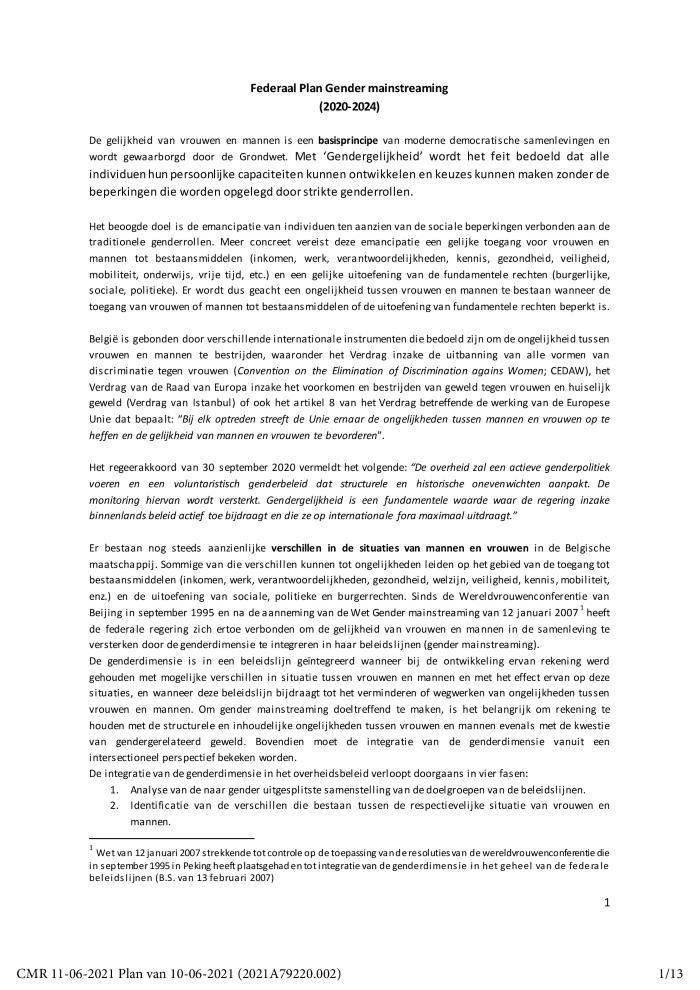 Federaal Plan Gender mainstreaming
(2020-2024)
De gelijkheid van vrouwen en mannen is een basisprincipe van moderne democratische samenlevingen en
wordt gewaarborgd door de Grondwet. Met ‘Gendergelijkheid’ wordt het feit bedoeld dat alle
individuen hun persoonlijke capaciteiten kunnen ontwikkelen en keuzes kunnen maken zonder de
beperkingen die worden opgelegd door strikte genderrollen.
Het beoogde doel is de emancipatie van individuen ten aanzien van de sociale beperkingen verbonden aan de
traditionele genderrollen. Meer concreet vereist deze emancipatie een gelijke toegang voor vrouwen en
mannen tot bestaansmiddelen (inkomen, werk, verantwoordelijkheden, kennis, gezondheid, veiligheid,
mobiliteit, onderwijs, vrije tijd, etc.) en een gelijke uitoefening van de fundamentele rechten (burgerlijke,
sociale, politieke). Er wordt dus geacht een ongelijkheid tussen vrouwen en mannen te bestaan wanneer de
toegang van vrouwen of mannen tot bestaansmiddelen of de uitoefening van fundamentele rechten beperkt is.
België is gebonden door verschillende internationale instrumenten die bedoeld zijn om de ongelijkheid tussen
vrouwen en mannen te bestrijden, waaronder het Verdrag inzake de uitbanning van alle vormen van
discriminatie tegen vrouwen (Convention on the Elimination of Discrimination agains Women; CEDAW), het
Verdrag van de Raad van Europa inzake het voorkomen en bestrijden van geweld tegen vrouwen en huiselijk
geweld (Verdrag van Istanbul) of ook het artikel 8 van het Verdrag betreffende de werking van de Europese
Unie dat bepaalt: "Bij elk optreden streeft de Unie ernaar de ongelijkheden tussen mannen en vrouwen op te
heffen en de gelijkheid van mannen en vrouwen te bevorderen".
Het regeerakkoord van 30 september 2020 vermeldt het volgende: “De overheid zal een actieve genderpolitiek
voeren en een voluntaristisch genderbeleid dat structurele en historische onevenwichten aanpakt. De
monitoring hiervan wordt versterkt. Gendergelijkheid is een fundamentele waarde waar de regering inzake
binnenlands beleid actief toe bijdraagt en die ze op internationale fora maximaal uitdraagt.”
Er bestaan nog steeds aanzienlijke verschillen in de situaties van mannen en vrouwen in de Belgische
maatschappij. Sommige van die verschillen kunnen tot ongelijkheden leiden op het gebied van de toegang tot
bestaansmiddelen (inkomen, werk, verantwoordelijkheden, gezondheid, welzijn, veiligheid, kennis, mobiliteit,
enz.) en de uitoefening van sociale, politieke en burgerrechten. Sinds de Wereldvrouwenconferentie van
Beijing in september 1995 en na de aanneming van de Wet Gender mainstreaming van 12 januari 2007 1 heeft
de federale regering zich ertoe verbonden om de gelijkheid van vrouwen en mannen in de samenleving te
versterken door de genderdimensie te integreren in haar beleidslijnen (gender mainstreaming).
De genderdimensie is in een beleidslijn geïntegreerd wanneer bij de ontwikkeling ervan rekening werd
gehouden met mogelijke verschillen in situatie tussen vrouwen en mannen en met het effect ervan op deze
situaties, en wanneer deze beleidslijn bijdraagt tot het verminderen of wegwerken van ongelijkheden tussen
vrouwen en mannen. Om gender mainstreaming doeltreffend te maken, is het belangrijk om rekening te
houden met de structurele en inhoudelijke ongelijkheden tussen vrouwen en mannen evenals met de kwestie
van gendergerelateerd geweld. Bovendien moet de integratie van de genderdimensie vanuit een
intersectioneel perspectief bekeken worden.
De integratie van de genderdimensie in het overheidsbeleid verloopt doorgaans in vier fasen:
1. Analyse van de naar gender uitgesplitste samenstelling van de doelgroepen van de beleidslijnen.
2. Identificatie van de verschillen die bestaan tussen de respectievelijke situatie van vrouwen en
mannen.
1 Wet van 12 januari 2007 strekkende tot controle op de toepassing van de resoluties van de wereldvrouwenconferentie die
in september 1995 in Peking heeft plaatsgehad en tot integratie van de genderdimensie in het geheel van de federale
beleidslijnen (B.S. van 13 februari 2007)
1
CMR 11-06-2021 Plan van 10-06-2021 (2021A79220.002)
1/13